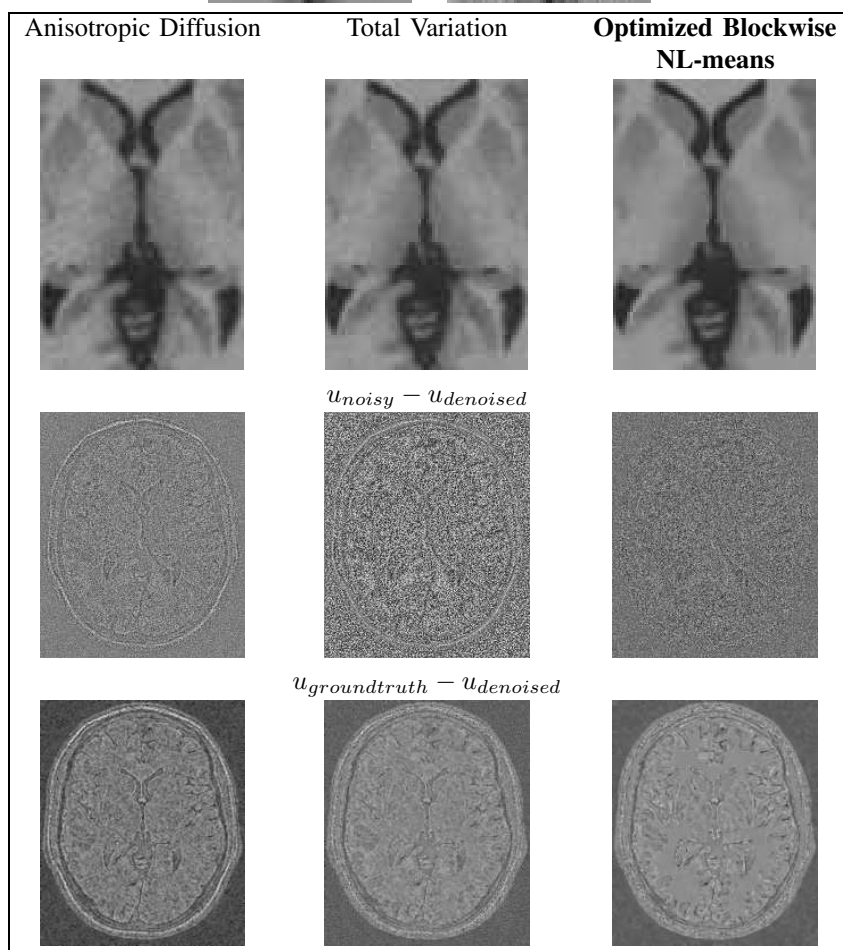 Anisotropic Diffusion Total Variation Optimized Blockwise
NL-means
u_{noisy} − u_{denoised}
u_{groundtruth} − u_{denoised}